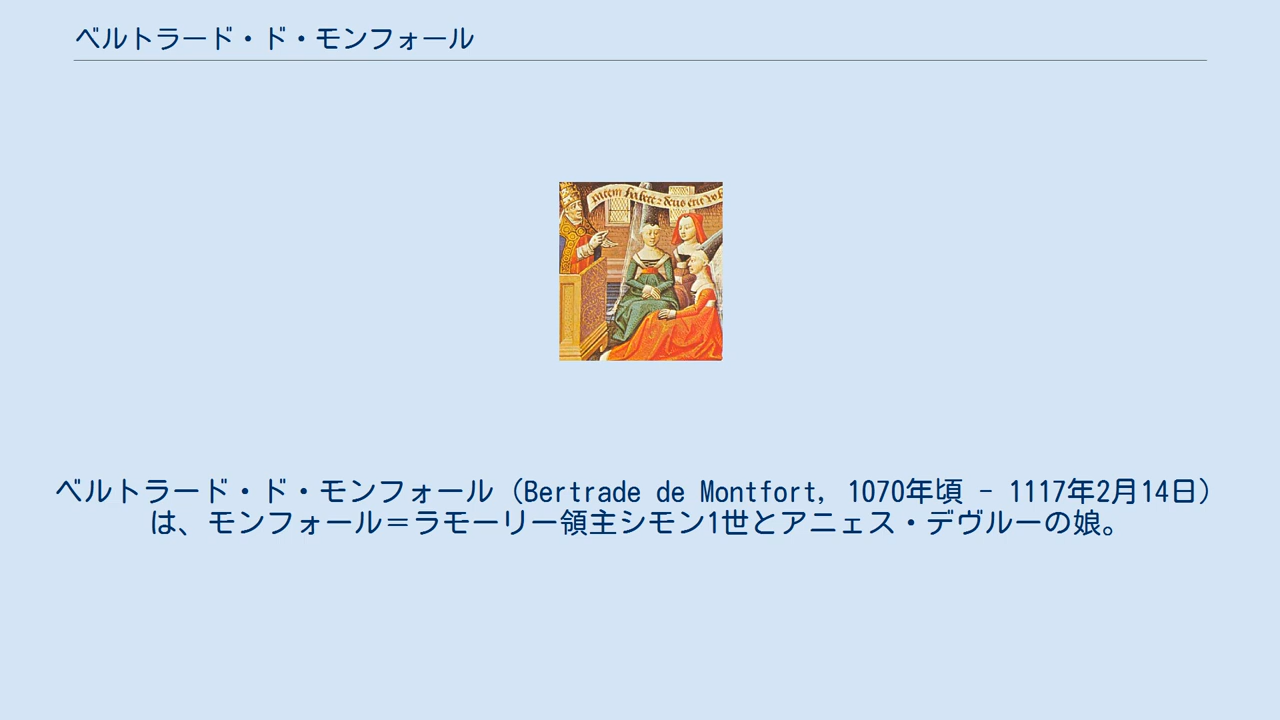 ベルトラード・ド・モンフォール
ベルトラード・ド・モンフォール（Bertrade de Montfort, 1070年頃 - 1117年2月14日）
は、モンフォール＝ラモーリー領主シモン1世とアニェス・デヴルーの娘。